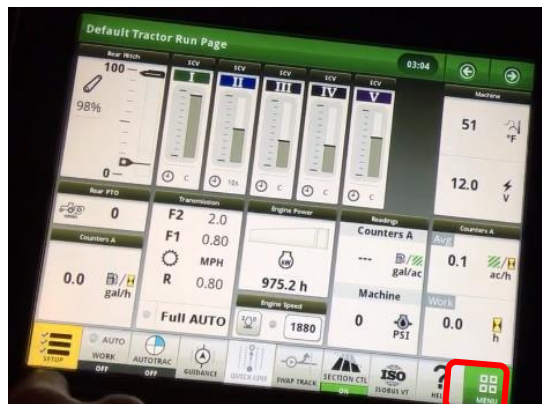 Default Tractor Run Page
03:04
Rear Hitch
100
98%
0
SCV
I
C
SCV
II
10s
SCV
III
C
SCV
IV
C
SCV
V
C
Machine
51
°F
12.0
V
Rear PTO
0
Counters A
0.0
gal/h
Transmission
F2 2.0
F1 0.80
MPH
R 0.80
Full AUTO
Engine Power
kW
975.2 h
Engine Speed
1880
Readings
Counters A
---
gal/ac
Machine
0
PSI
Counters A
Avg
0.1
ac/h
Work
0.0
h
SETUP
AUTO
WORK
OFF
AUTOTRAC
OFF
GUIDANCE
QUICK LINE
SWAP TRACK
SECTION CTL
ON
ISO
ISOBUS VT
?
MENU